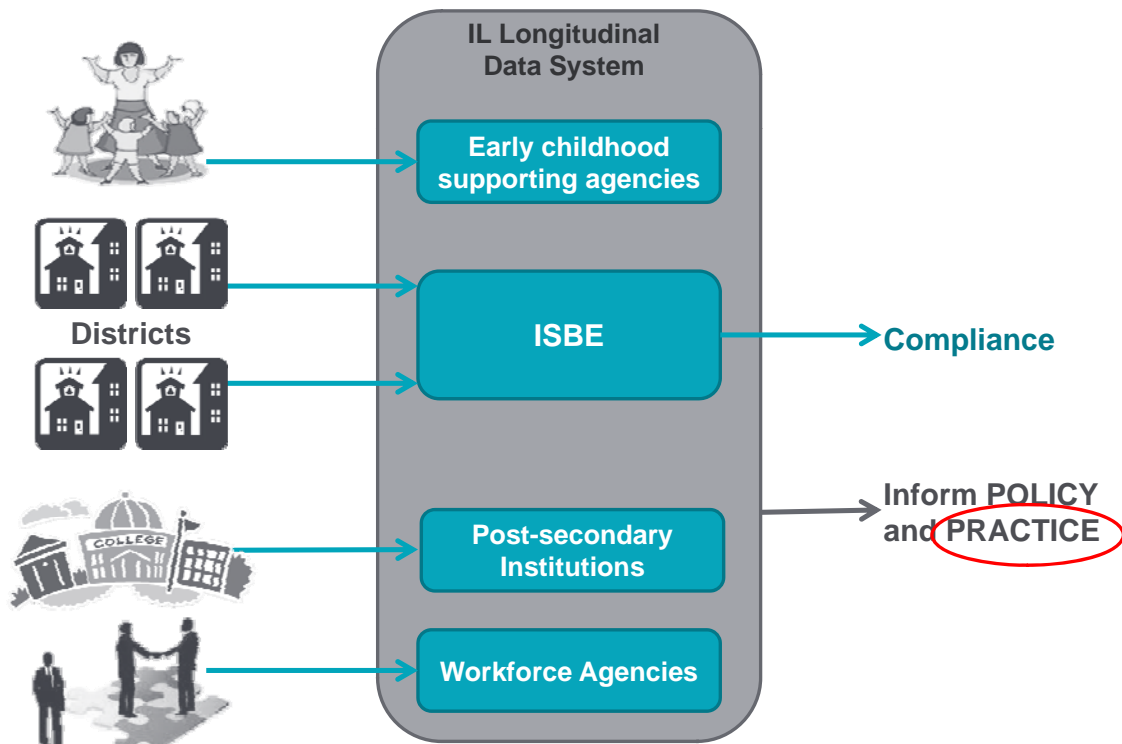 IL Longitudinal
Data System
Early childhood
supporting agencies
Districts
ISBE
Compliance
COLLEGE
Post-secondary
Institutions
Inform POLICY
and PRACTICE
Workforce Agencies